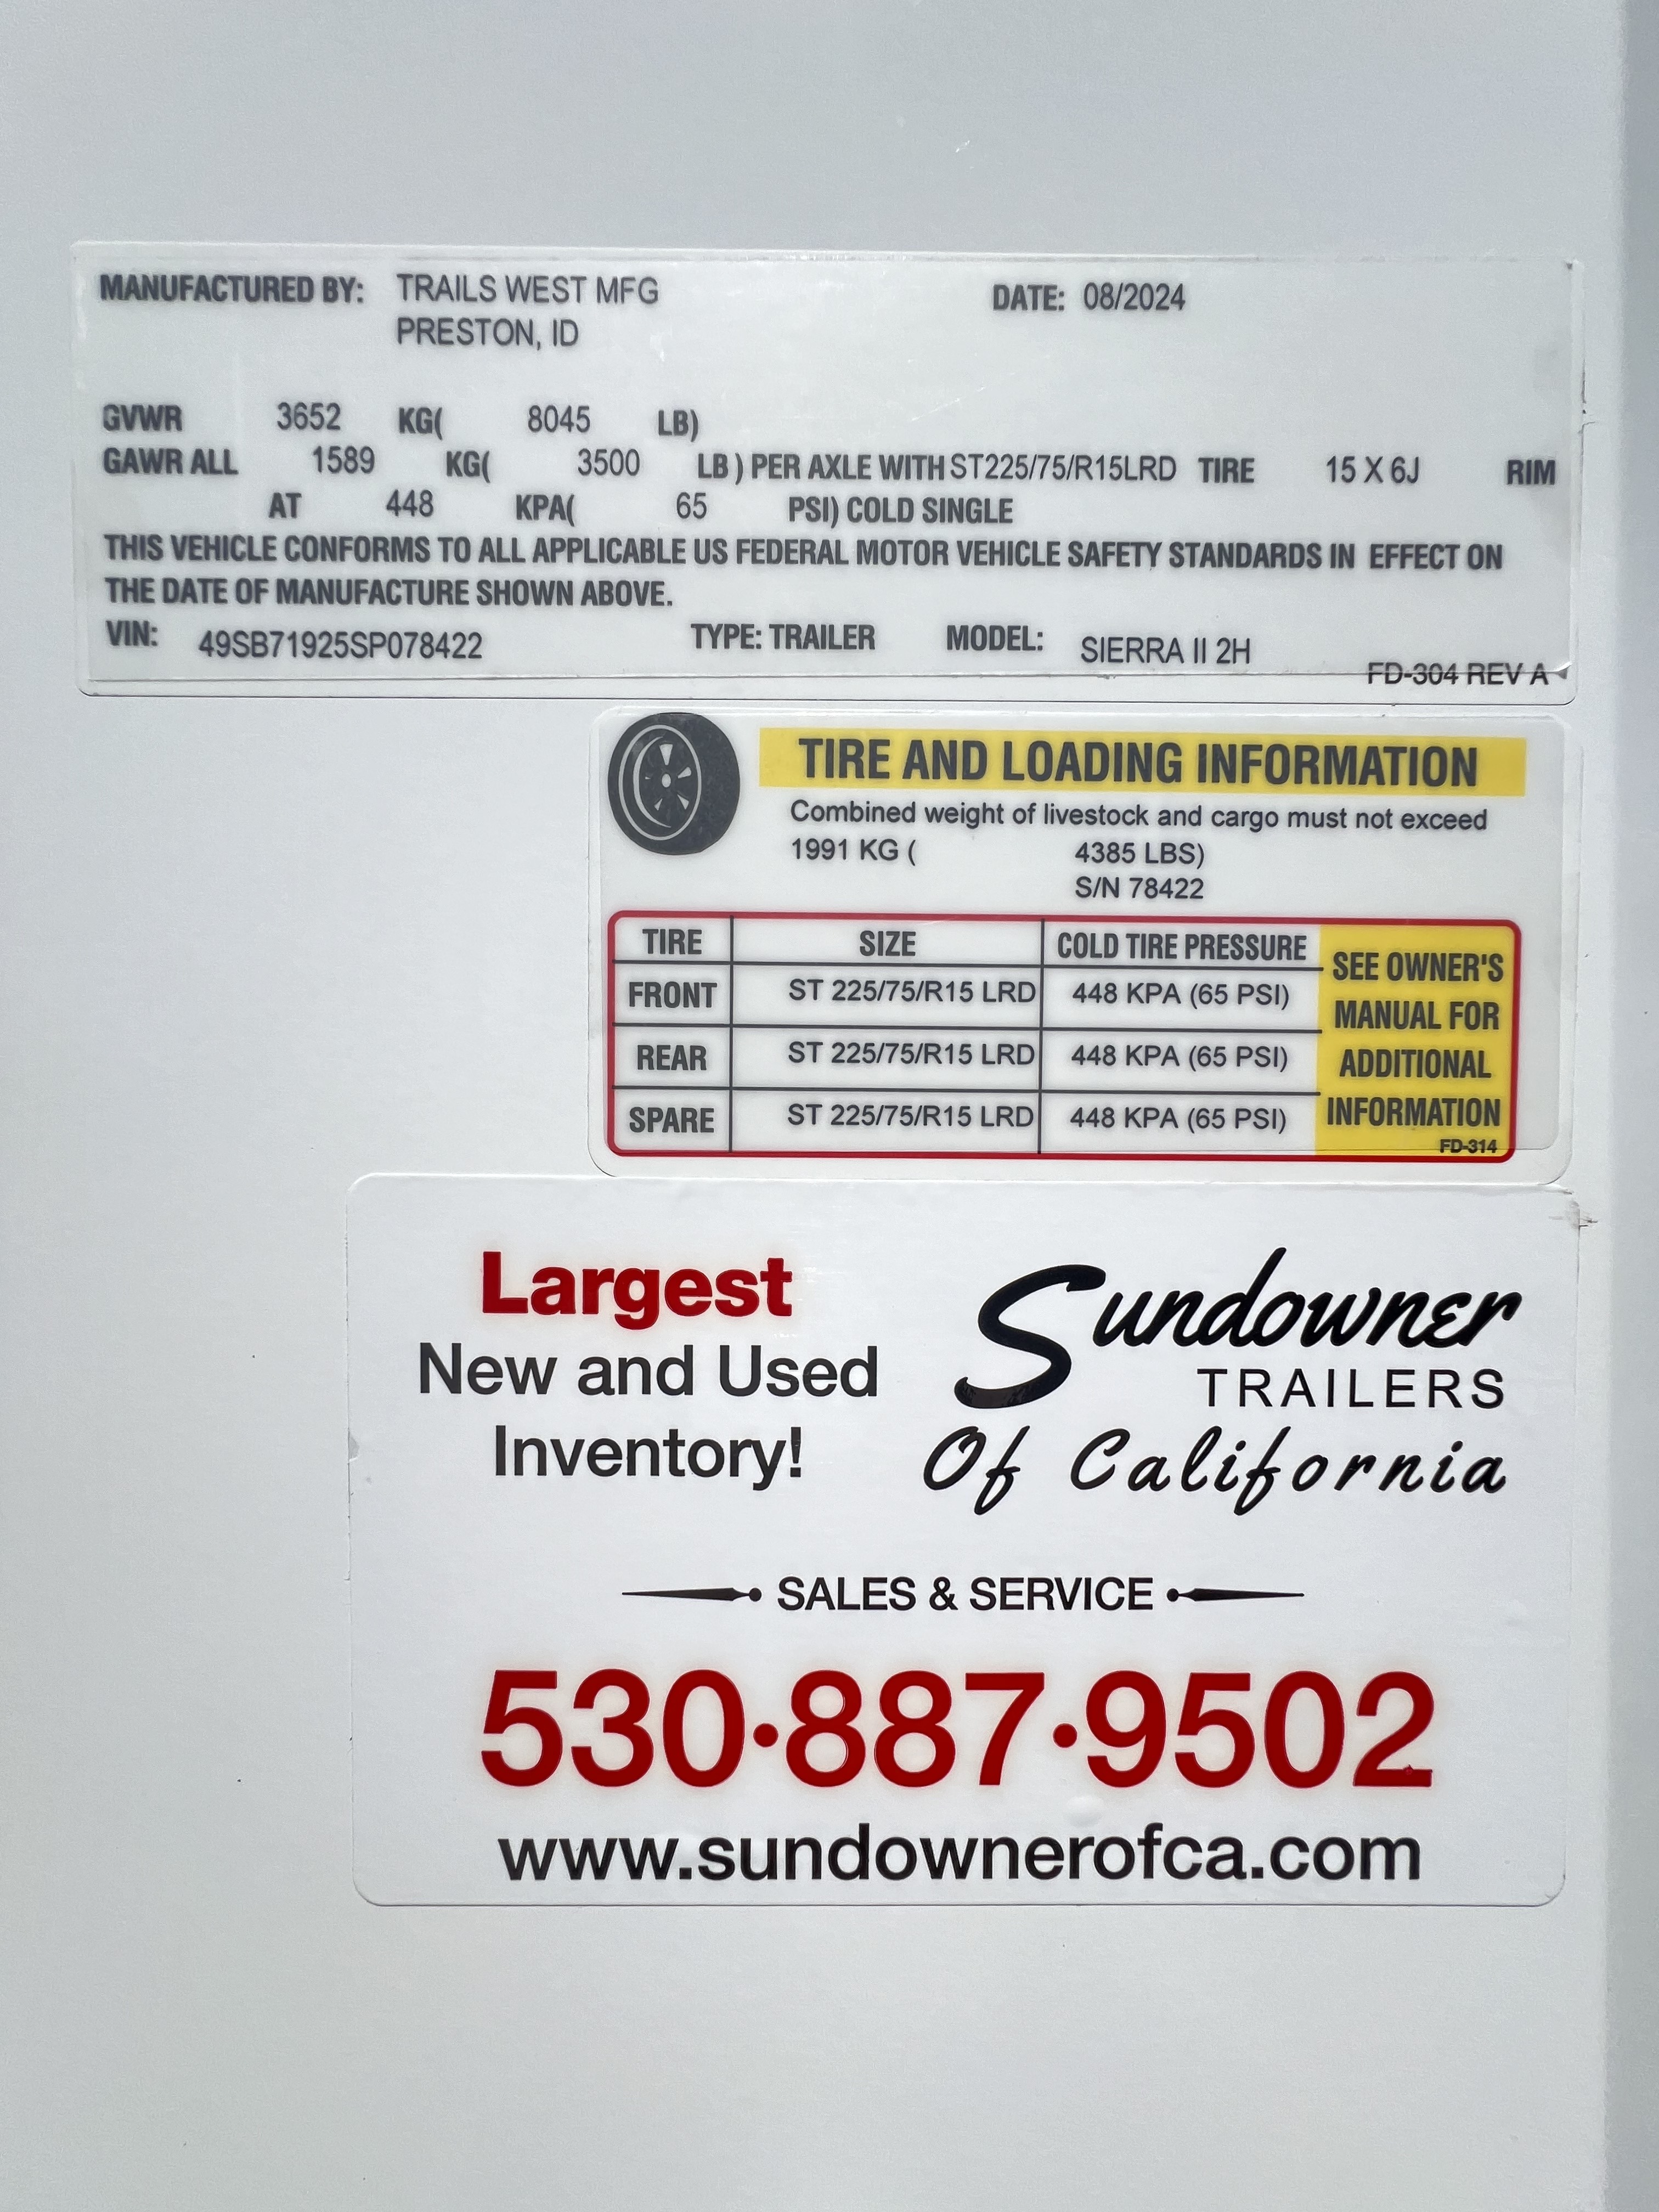 MANUFACTURED BY: TRAILS WEST MFG DATE: 08/2024
PRESTON, ID
GVWR 3652 KG( 8045 LB)
GAWR ALL 1589 KG( 3500 LB) PER AXLE WITH ST225/75/R15LRD TIRE 15 X 6J RIM
AT 448 KPA( 65 PSI) COLD SINGLE
THIS VEHICLE CONFORMS TO ALL APPLICABLE US FEDERAL MOTOR VEHICLE SAFETY STANDARDS IN EFFECT ON
THE DATE OF MANUFACTURE SHOWN ABOVE.
VIN: 49SB71925SP078422 TYPE: TRAILER MODEL: SIERRA II 2H
FD-304 REV A
TIRE AND LOADING INFORMATION
Combined weight of livestock and cargo must not exceed
1991 KG ( 4385 LBS)
S/N 78422
TIRE SIZE COLD TIRE PRESSURE
FRONT ST 225/75/R15 LRD 448 KPA (65 PSI)
REAR ST 225/75/R15 LRD 448 KPA (65 PSI)
SPARE ST 225/75/R15 LRD 448 KPA (65 PSI)
SEE OWNER'S
MANUAL FOR
ADDITIONAL
INFORMATION
FD-314
Largest
New and Used
Inventory!
Sundowner
TRAILERS
Of California
SALES & SERVICE
530•887•9502
www.sundownerofca.com